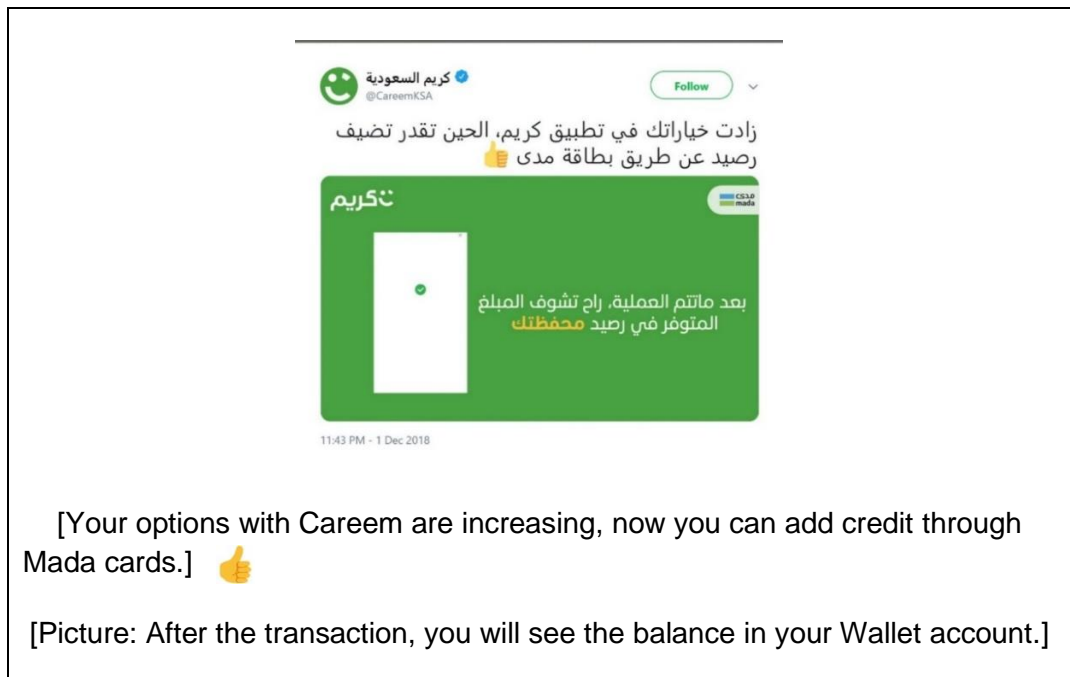 كريم السعودية
@CareemKSA
Follow
زادت خياراتك في تطبيق كريم، الحين تقدر تضيف
رصيد عن طريق بطاقة مدى 👍
كريم
مدى
mada
بعد ماتتم العملية، راح تشوف المبلغ
المتوفر في رصيد محفظتك
11:43 PM - 1 Dec 2018
[Your options with Careem are increasing, now you can add credit through
Mada cards.] 👍
[Picture: After the transaction, you will see the balance in your Wallet account.]